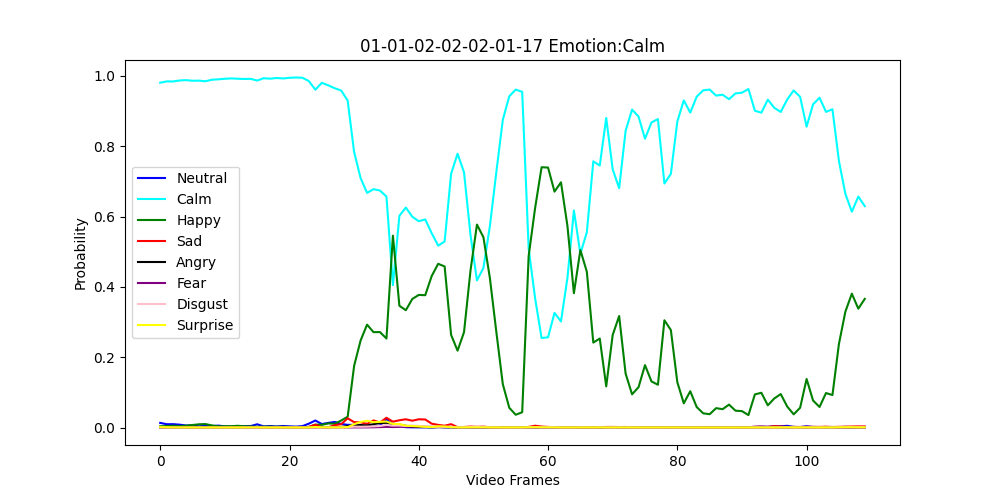 01-01-02-02-02-01-17 Emotion:Calm
1.0
0.8
0.6
0.4
0.2
0.0
Probability
Neutral
Calm
Happy
Sad
Angry
Fear
Disgust
Surprise
0 20 40 60 80 100
Video Frames